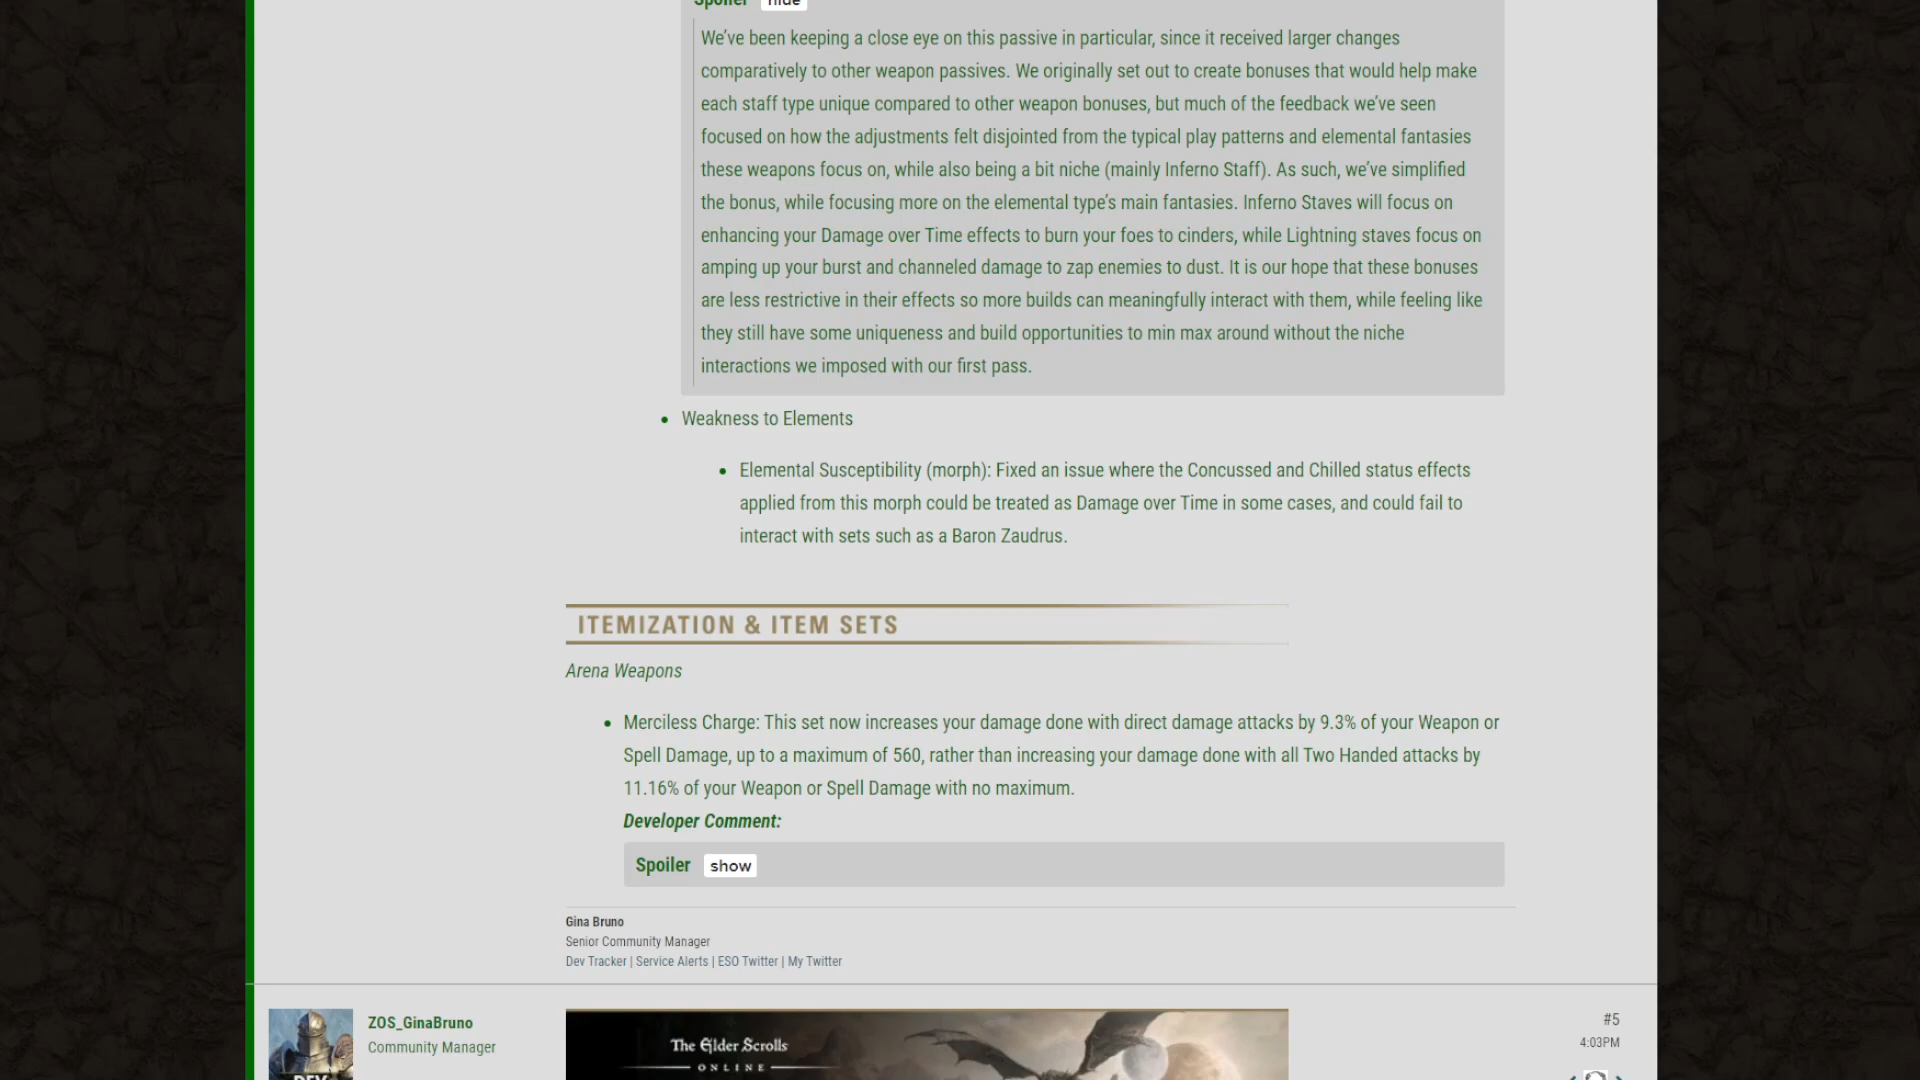 Spoiler hide
We've been keeping a close eye on this passive in particular, since it received larger changes
comparatively to other weapon passives. We originally set out to create bonuses that would help make
each staff type unique compared to other weapon bonuses, but much of the feedback we've seen
focused on how the adjustments felt disjointed from the typical play patterns and elemental fantasies
these weapons focus on, while also being a bit niche (mainly Inferno Staff). As such, we've simplified
the bonus, while focusing more on the elemental type's main fantasies. Inferno Staves will focus on
enhancing your Damage over Time effects to burn your foes to cinders, while Lightning staves focus on
amping up your burst and channeled damage to zap enemies to dust. It is our hope that these bonuses
are less restrictive in their effects so more builds can meaningfully interact with them, while feeling like
they still have some uniqueness and build opportunities to min max around without the niche
interactions we imposed with our first pass.
• Weakness to Elements
• Elemental Susceptibility (morph): Fixed an issue where the Concussed and Chilled status effects
applied from this morph could be treated as Damage over Time in some cases, and could fail to
interact with sets such as a Baron Zaudrus.
ITEMIZATION & ITEM SETS
Arena Weapons
• Merciless Charge: This set now increases your damage done with direct damage attacks by 9.3% of your Weapon or
Spell Damage, up to a maximum of 560, rather than increasing your damage done with all Two Handed attacks by
11.16% of your Weapon or Spell Damage with no maximum.
Developer Comment:
Spoiler show
Gina Bruno
Senior Community Manager
Dev Tracker | Service Alerts | ESO Twitter | My Twitter
ZOS_GinaBruno
Community Manager
DEV
The Elder Scrolls
ONLINE
#5
4:03PM